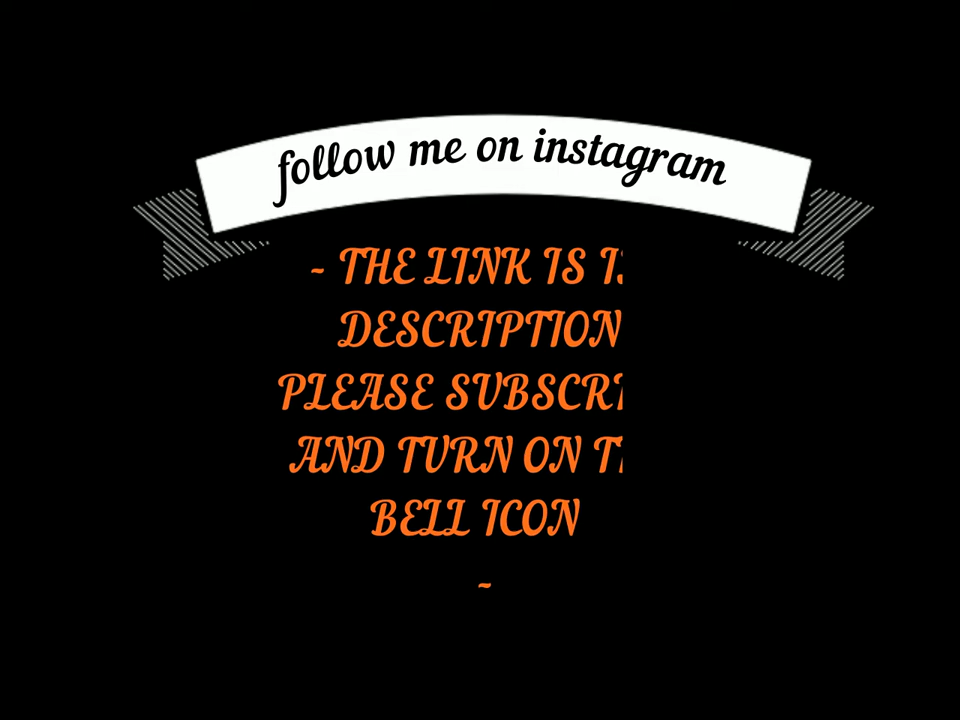 follow me on instagram
- THE LINK IS
DESCRIPTION
PLEASE
AND TURN ON
BELL ICON
-